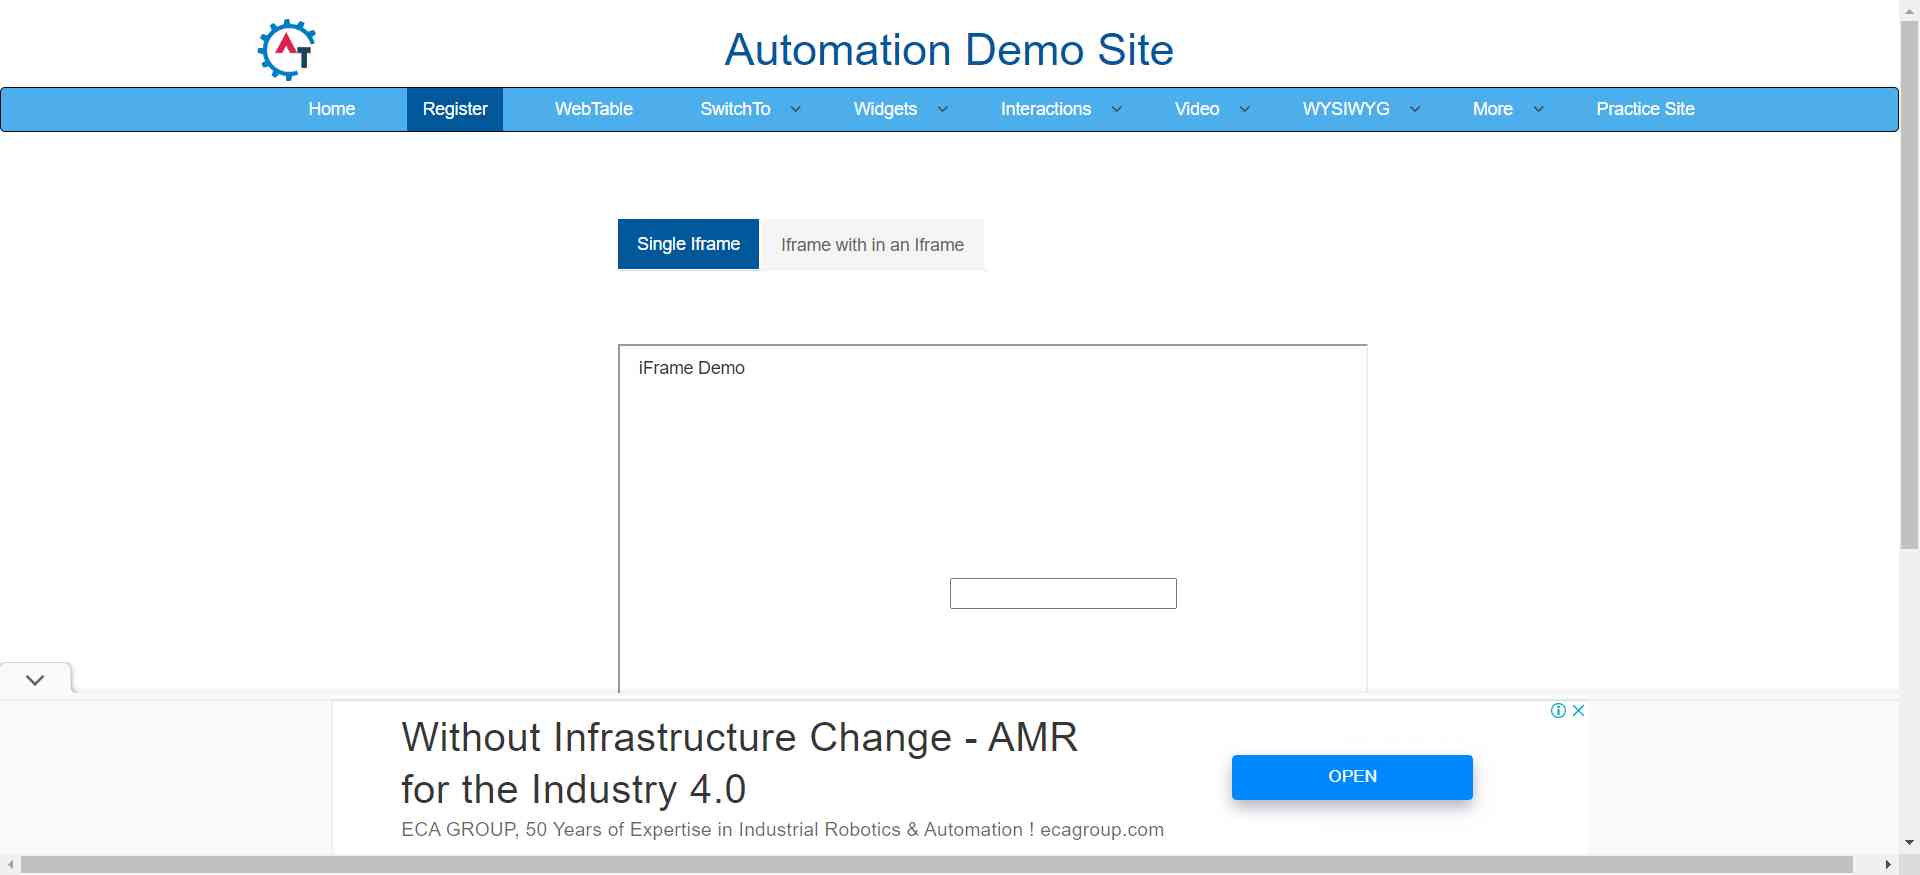 AT
Automation Demo Site
Home Register WebTable SwitchTo Widgets Interactions Video WYSIWYG More Practice Site
Single Iframe Iframe with in an Iframe
iFrame Demo
Without Infrastructure Change - AMR
for the Industry 4.0
OPEN
ECA GROUP, 50 Years of Expertise in Industrial Robotics & Automation ! ecagroup.com